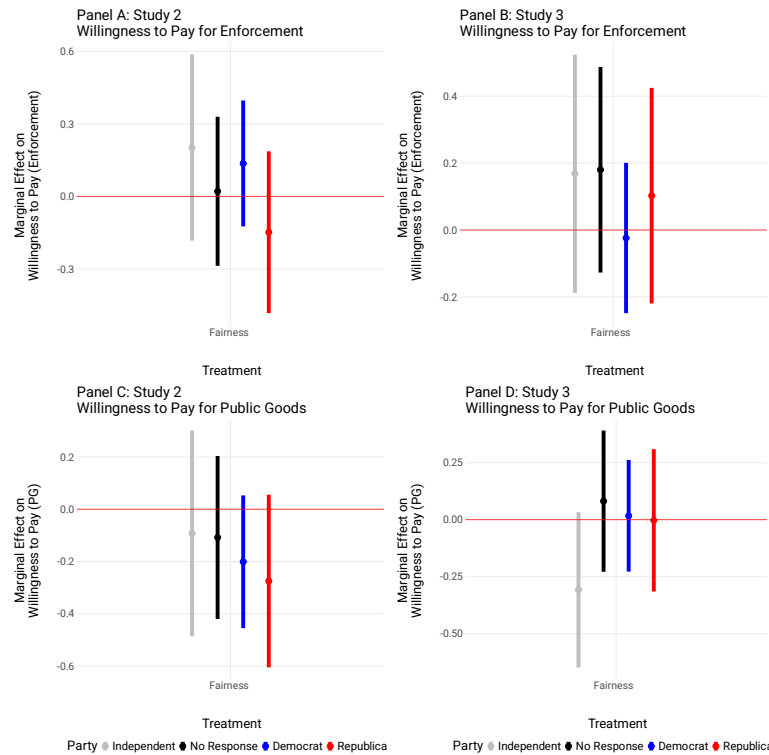 Panel A: Study 2
Willingness to Pay for Enforcement
Marginal Effect on
Willingness to Pay (Enforcement)
0.6
0.3
0.0
-0.3
Fairness
Treatment
Panel B: Study 3
Willingness to Pay for Enforcement
Marginal Effect on
Willingness to Pay (Enforcement)
0.4
0.2
0.0
-0.2
Fairness
Treatment
Panel C: Study 2
Willingness to Pay for Public Goods
Marginal Effect on
Willingness to Pay (PG)
0.2
0.0
-0.2
-0.4
-0.6
Fairness
Treatment
Party Independent No Response Democrat Republica
Panel D: Study 3
Willingness to Pay for Public Goods
Marginal Effect on
Willingness to Pay (PG)
0.25
0.00
-0.25
-0.50
Fairness
Treatment
Party Independent No Response Democrat Republica